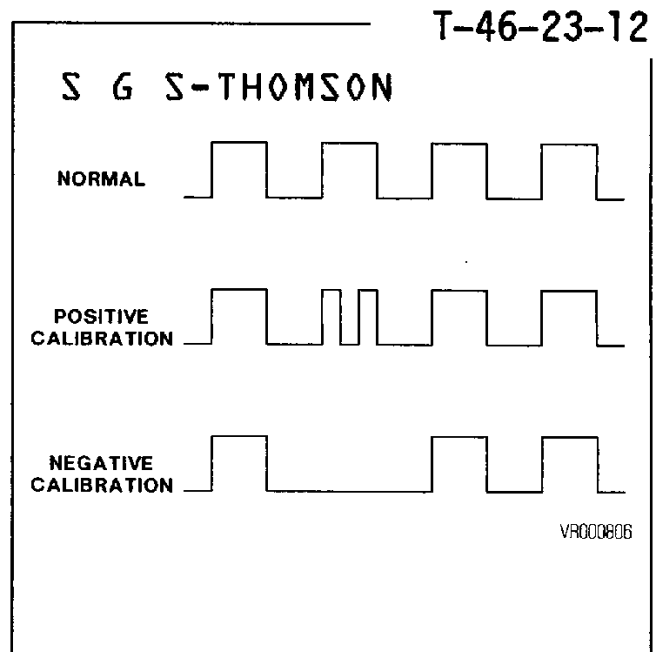 T-46-23-12
S G S-THOMSON
NORMAL
POSITIVE
CALIBRATION
NEGATIVE
CALIBRATION
VR000806